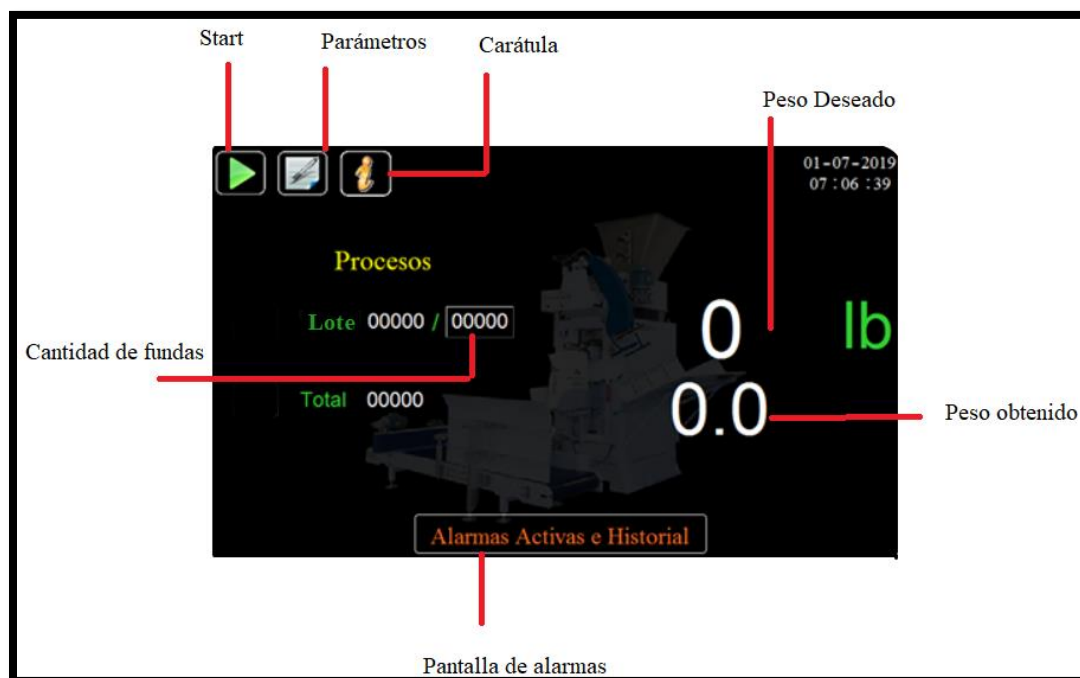 Start
Parámetros
Carátula
Peso Deseado
01-07-2019
07 : 06 : 39
Procesos
Lote 00000 / 00000
0 lb
Cantidad de fundas
Total 00000
0.0
Peso obtenido
Alarmas Activas e Historial
Pantalla de alarmas